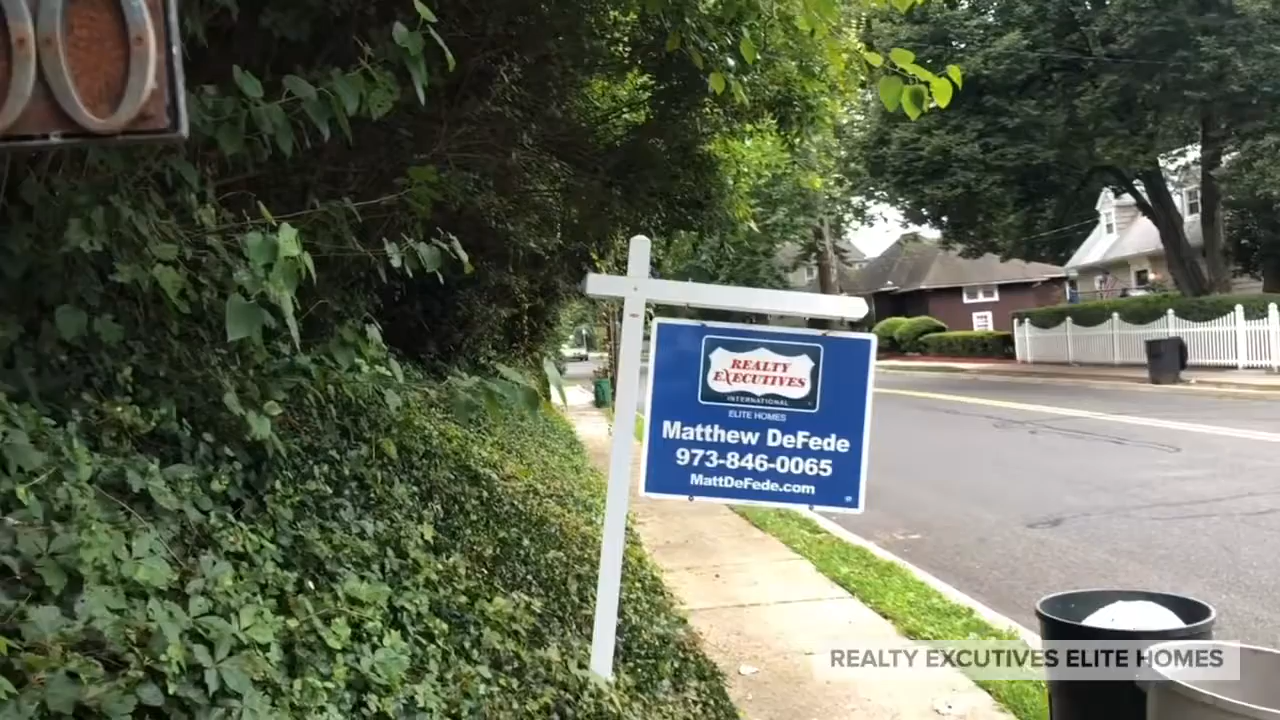 REALTY
EXECUTIVES
INTERNATIONAL
ELITE HOMES
Matthew DeFede
973-846-0065
MattDeFede.com
REALTY EXCUTIVES ELITE HOMES